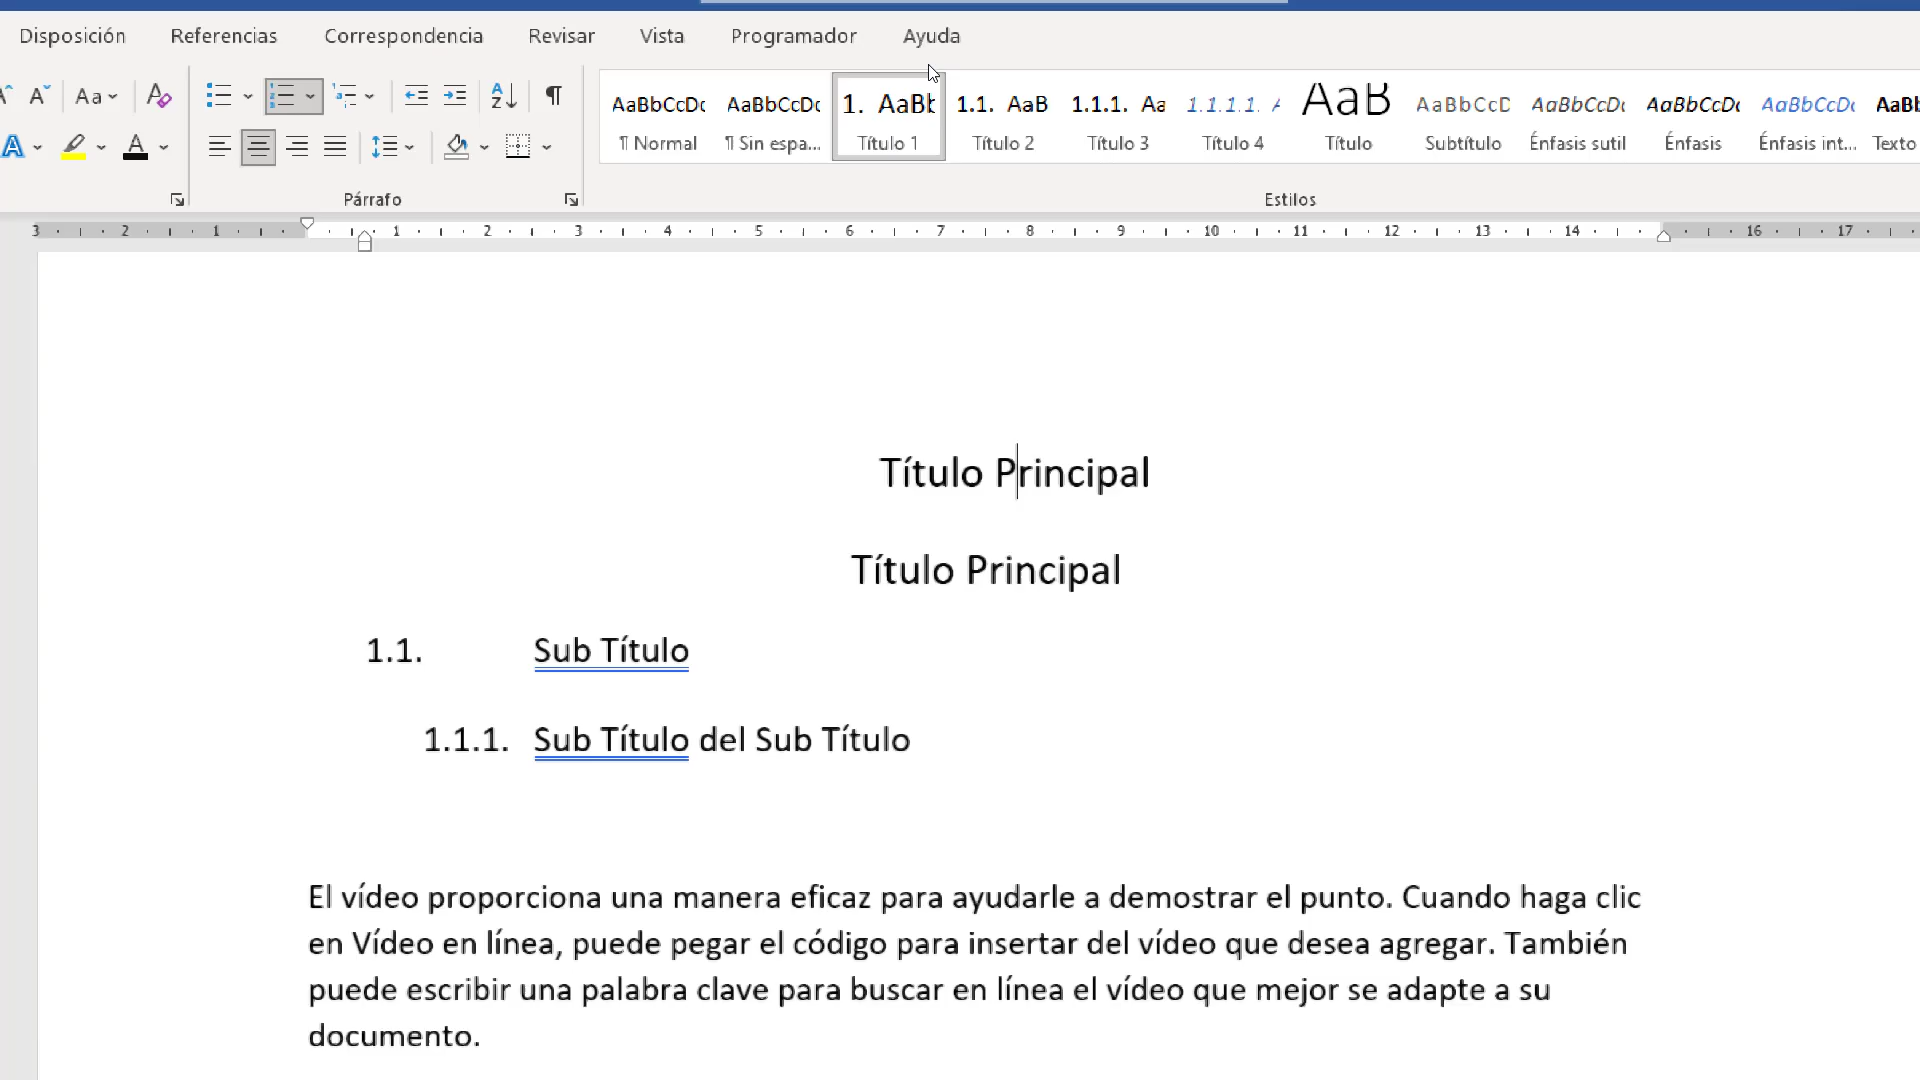 Disposición Referencias Correspondencia Revisar Vista Programador Ayuda
Aa
AaBbCcDc AaBbCcDc 1. AaBb 1.1. AaB 1.1.1. Aa 1.1.1.1. A AaB AaBbCcD AaBbCcDc AaBbCcDc AaBbCcDc AaBb
¶ Normal ¶ Sin espa... Título 1 Título 2 Título 3 Título 4 Título Subtítulo Énfasis sutil Énfasis Énfasis int... Texto
Párrafo Estilos
3 2 1 1 2 3 4 5 6 7 8 9 10 11 12 13 14 16 17
Título Principal
Título Principal
1.1. Sub Título
1.1.1. Sub Título del Sub Título
El vídeo proporciona una manera eficaz para ayudarle a demostrar el punto. Cuando haga clic
en Vídeo en línea, puede pegar el código para insertar del vídeo que desea agregar. También
puede escribir una palabra clave para buscar en línea el vídeo que mejor se adapte a su
documento.